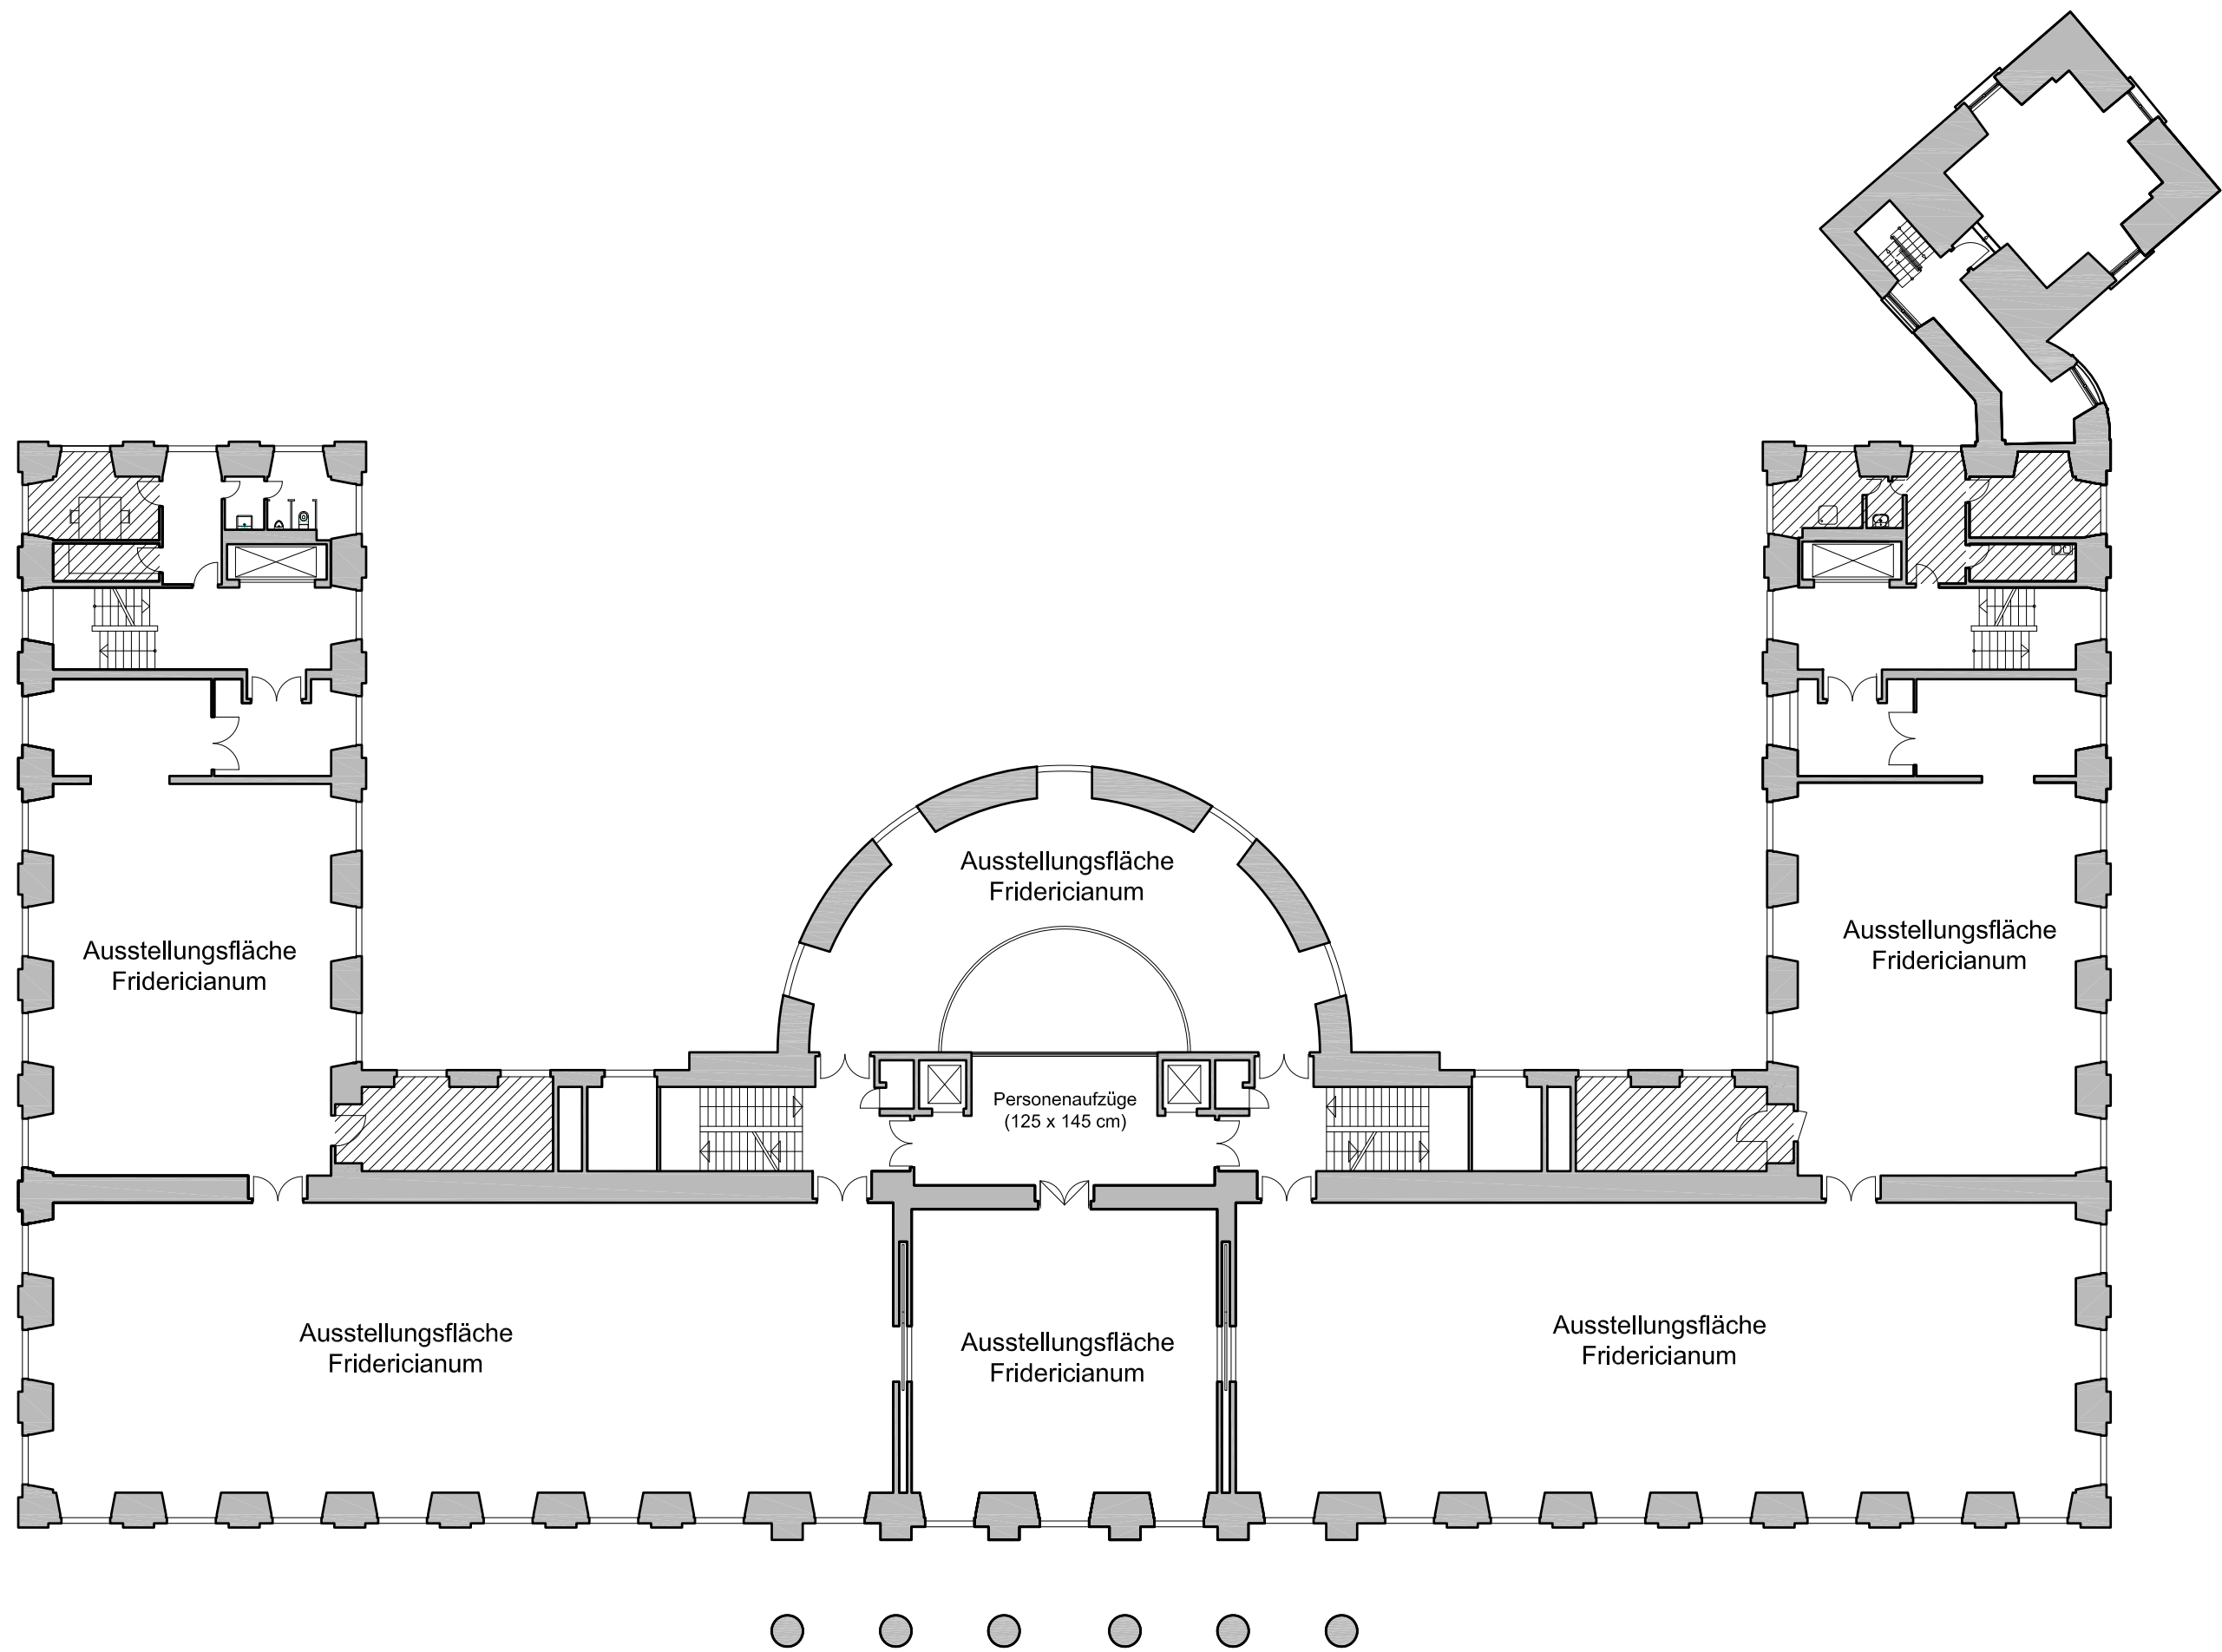 Ausstellungsfläche
Fridericianum
Ausstellungsfläche
Fridericianum
Ausstellungsfläche
Fridericianum
Personenaufzüge
(125 x 145 cm)
Ausstellungsfläche
Fridericianum
Ausstellungsfläche
Fridericianum
Ausstellungsfläche
Fridericianum